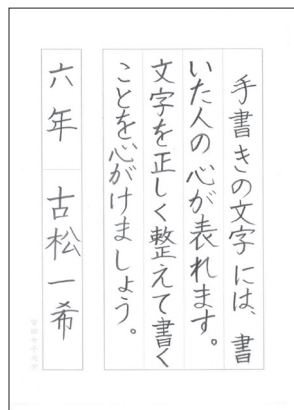 手書きの文字には、書
いた人の心が表れます。
文字を正しく整えて書く
ことを心がけましょう。
六年 古松一希